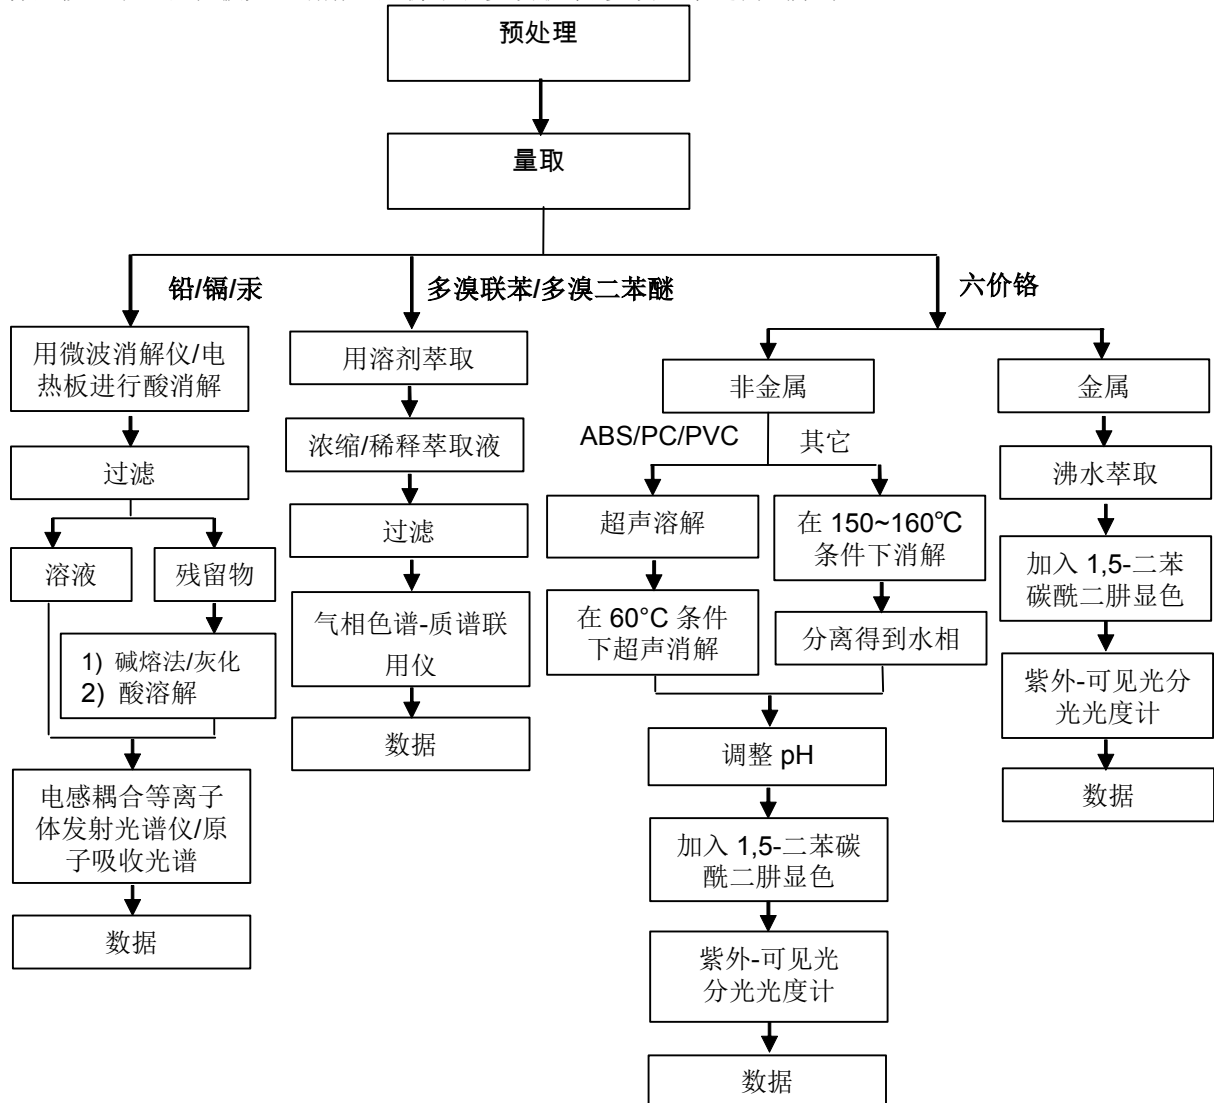 预处理
量取
铅/镉/汞
多溴联苯/多溴二苯醚
六价铬
用微波消解仪/电
热板进行酸消解
过滤
溶液
残留物
1) 碱熔法/灰化
2) 酸溶解
电感耦合等离子
体发射光谱仪/原
子吸收光谱
数据
用溶剂萃取
浓缩/稀释萃取液
过滤
气相色谱-质谱联
用仪
数据
非金属
ABS/PC/PVC
其它
超声溶解
在 60°C 条件
下超声消解
在 150~160℃
条件下消解
分离得到水相
调整 pH
加入 1,5-二苯碳
酰二肼显色
紫外-可见光
分光光度计
数据
金属
沸水萃取
加入 1,5-二苯
碳酰二肼显色
紫外-可见光分
光光度计
数据